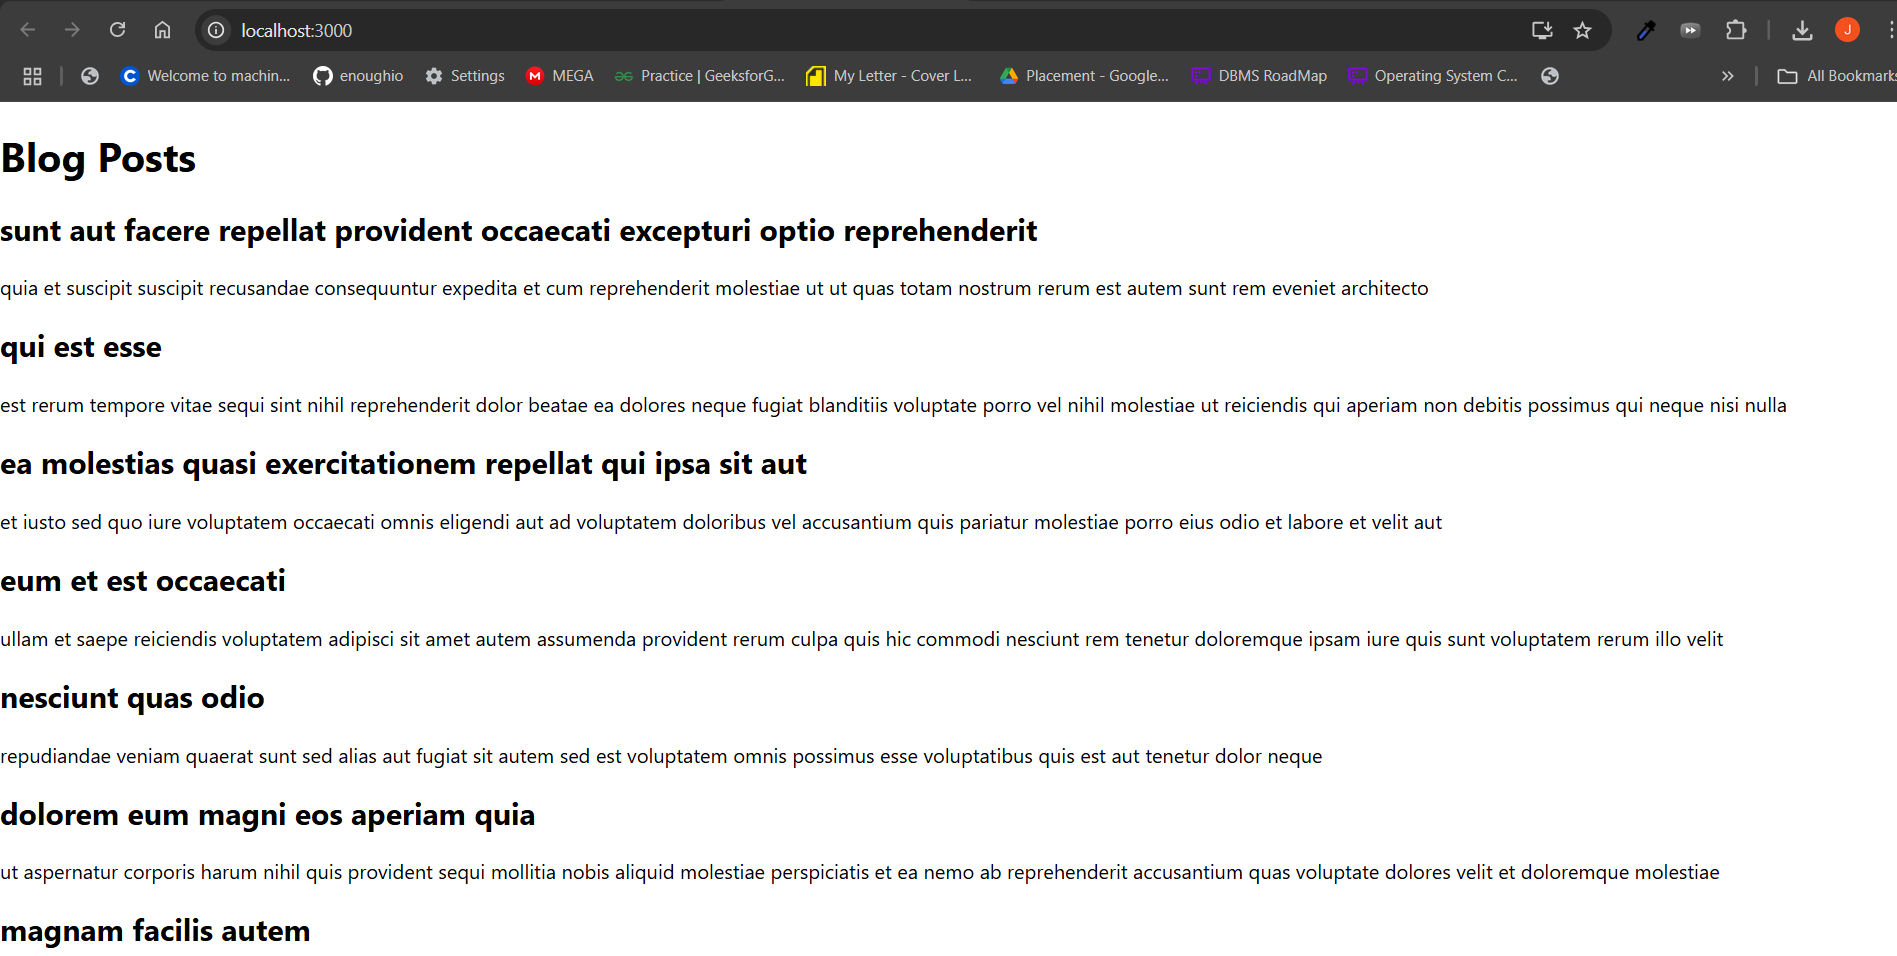 localhost:3000
J
Welcome to machin... enoughio Settings MEGA Practice | GeeksforG... My Letter - Cover L... Placement - Google... DBMS RoadMap Operating System C... » All Bookmarks
Blog Posts
sunt aut facere repellat provident occaecati excepturi optio reprehenderit
quia et suscipit suscipit recusandae consequuntur expedita et cum reprehenderit molestiae ut ut quas totam nostrum rerum est autem sunt rem eveniet architecto
qui est esse
est rerum tempore vitae sequi sint nihil reprehenderit dolor beatae ea dolores neque fugiat blanditiis voluptate porro vel nihil molestiae ut reiciendis qui aperiam non debitis possimus qui neque nisi nulla
ea molestias quasi exercitationem repellat qui ipsa sit aut
et iusto sed quo iure voluptatem occaecati omnis eligendi aut ad voluptatem doloribus vel accusantium quis pariatur molestiae porro eius odio et labore et velit aut
eum et est occaecati
ullam et saepe reiciendis voluptatem adipisci sit amet autem assumenda provident rerum culpa quis hic commodi nesciunt rem tenetur doloremque ipsam iure quis sunt voluptatem rerum illo velit
nesciunt quas odio
repudiandae veniam quaerat sunt sed alias aut fugiat sit autem sed est voluptatem omnis possimus esse voluptatibus quis est aut tenetur dolor neque
dolorem eum magni eos aperiam quia
ut aspernatur corporis harum nihil quis provident sequi mollitia nobis aliquid molestiae perspiciatis et ea nemo ab reprehenderit accusantium quas voluptate dolores velit et doloremque molestiae
magnam facilis autem